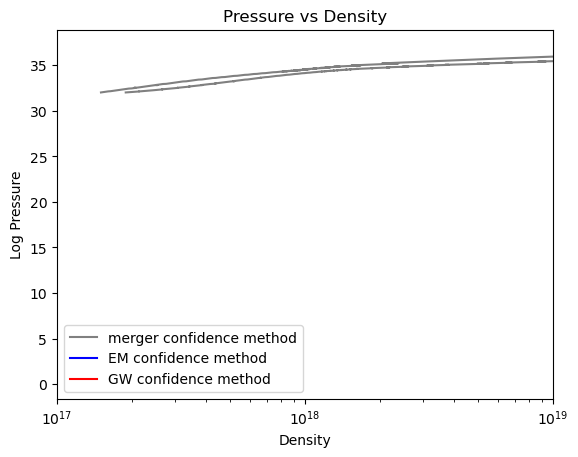 Pressure vs Density
Log Pressure
35
30
25
20
15
10
5
0
merger confidence method
EM confidence method
GW confidence method
10^17
10^18
10^19
Density